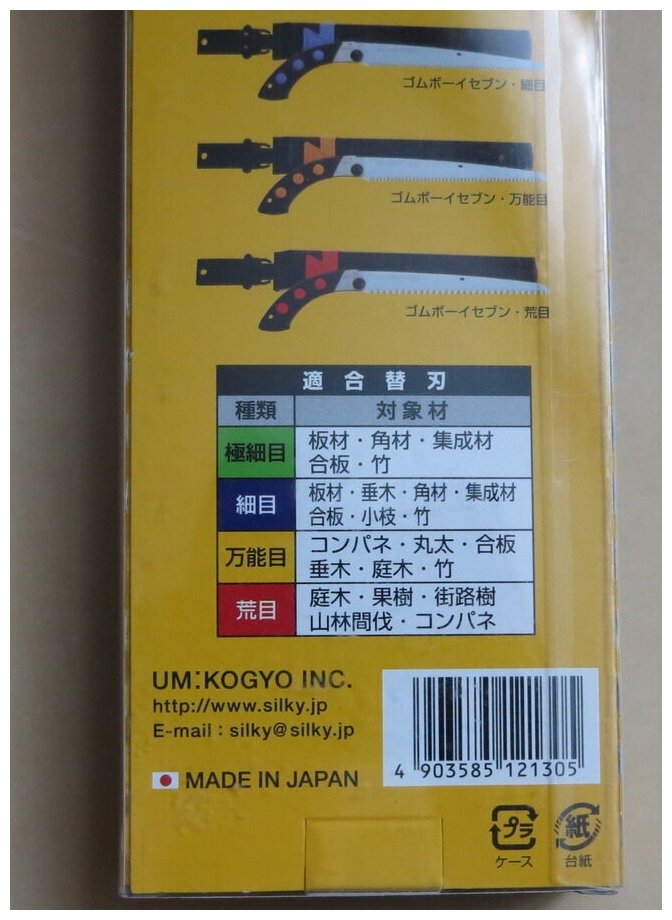 ゴムボーイセブン・細目
ゴムボーイセブン・万能目
ゴムボーイセブン・荒目
適合替刃
種類 対象材
極細目 板材・角材・集成材
合板・竹
細目 板材・垂木・角材・集成材
合板・小枝・竹
万能目 コンパネ・丸太・合板
垂木・庭木・竹
荒目 庭木・果樹・街路樹
山林間伐・コンパネ
UM:KOGYO INC.
http://www.silky.jp
E-mail：silky@silky.jp
MADE IN JAPAN
4 903585 121305
プラ
ケース
紙
台紙